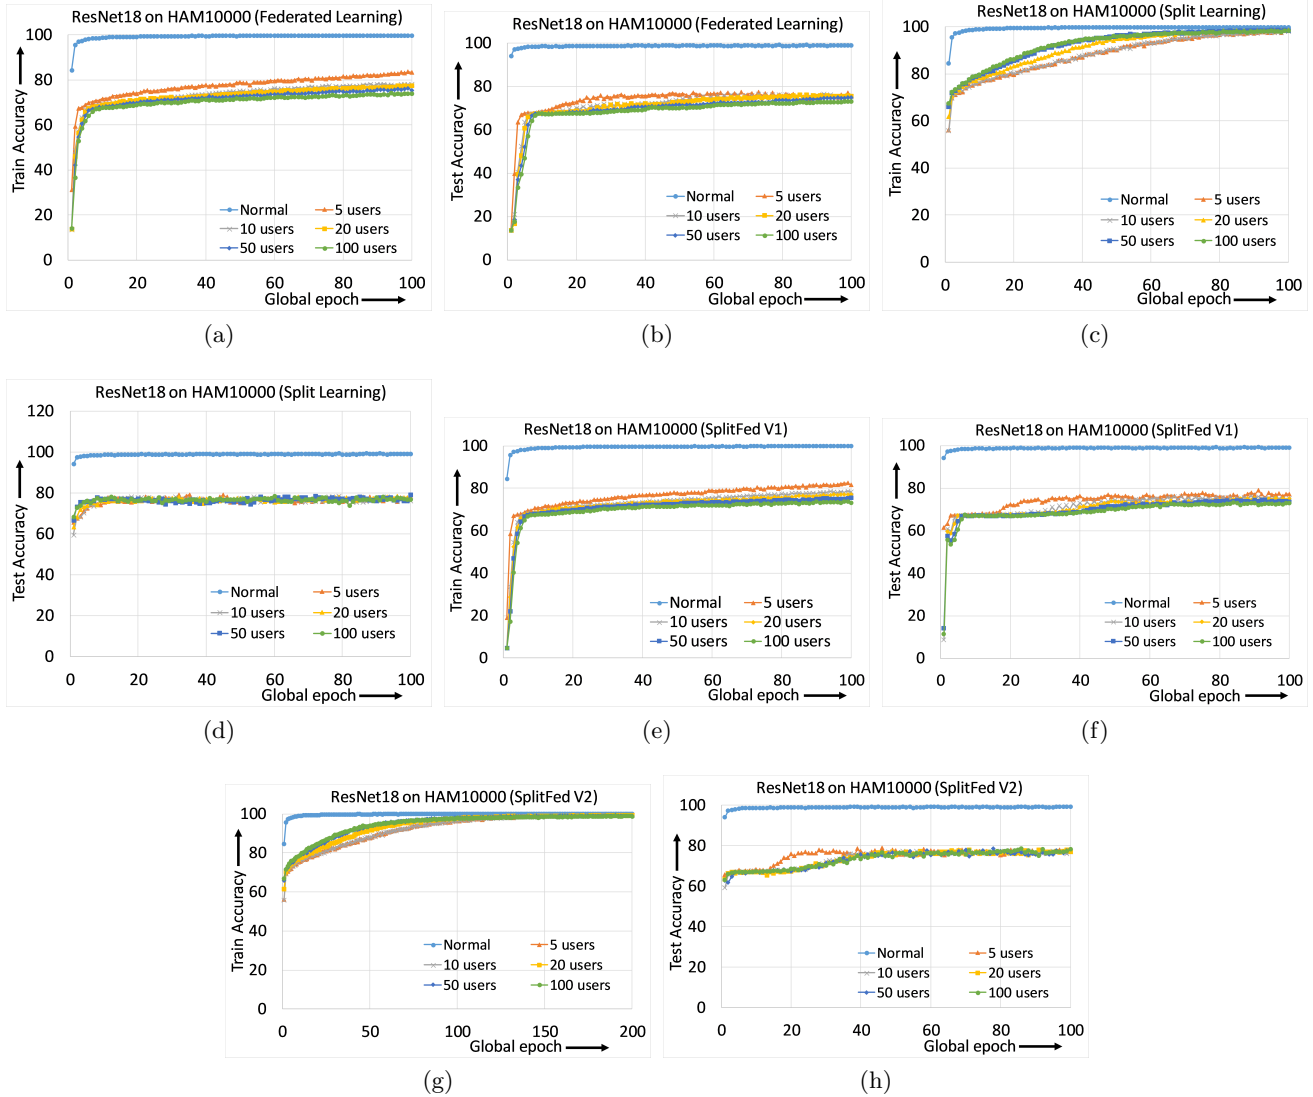 ResNet18 on HAM10000 (Federated Learning)
100
80
60
40
20
0
Train Accuracy
Normal 5 users
10 users 20 users
50 users 100 users
0 20 40 60 80 100
Global epoch
(a)
ResNet18 on HAM10000 (Federated Learning)
100
80
60
40
20
0
Test Accuracy
Normal 5 users
10 users 20 users
50 users 100 users
0 20 40 60 80 100
Global epoch
(b)
ResNet18 on HAM10000 (Split Learning)
100
80
60
40
20
0
Train Accuracy
Normal 5 users
10 users 20 users
50 users 100 users
0 20 40 60 80 100
Global epoch
(c)
ResNet18 on HAM10000 (Split Learning)
120
100
80
60
40
20
0
Test Accuracy
Normal 5 users
10 users 20 users
50 users 100 users
0 20 40 60 80 100
Global epoch
(d)
ResNet18 on HAM10000 (SplitFed V1)
100
80
60
40
20
0
Train Accuracy
Normal 5 users
10 users 20 users
50 users 100 users
0 20 40 60 80 100
Global epoch
(e)
ResNet18 on HAM10000 (SplitFed V1)
100
80
60
40
20
0
Test Accuracy
Normal 5 users
10 users 20 users
50 users 100 users
0 20 40 60 80 100
Global epoch
(f)
ResNet18 on HAM10000 (SplitFed V2)
100
80
60
40
20
0
Train Accuracy
Normal 5 users
10 users 20 users
50 users 100 users
0 50 100 150 200
Global epoch
(g)
ResNet18 on HAM10000 (SplitFed V2)
100
80
60
40
20
0
Test Accuracy
Normal 5 users
10 users 20 users
50 users 100 users
0 20 40 60 80 100
Global epoch
(h)